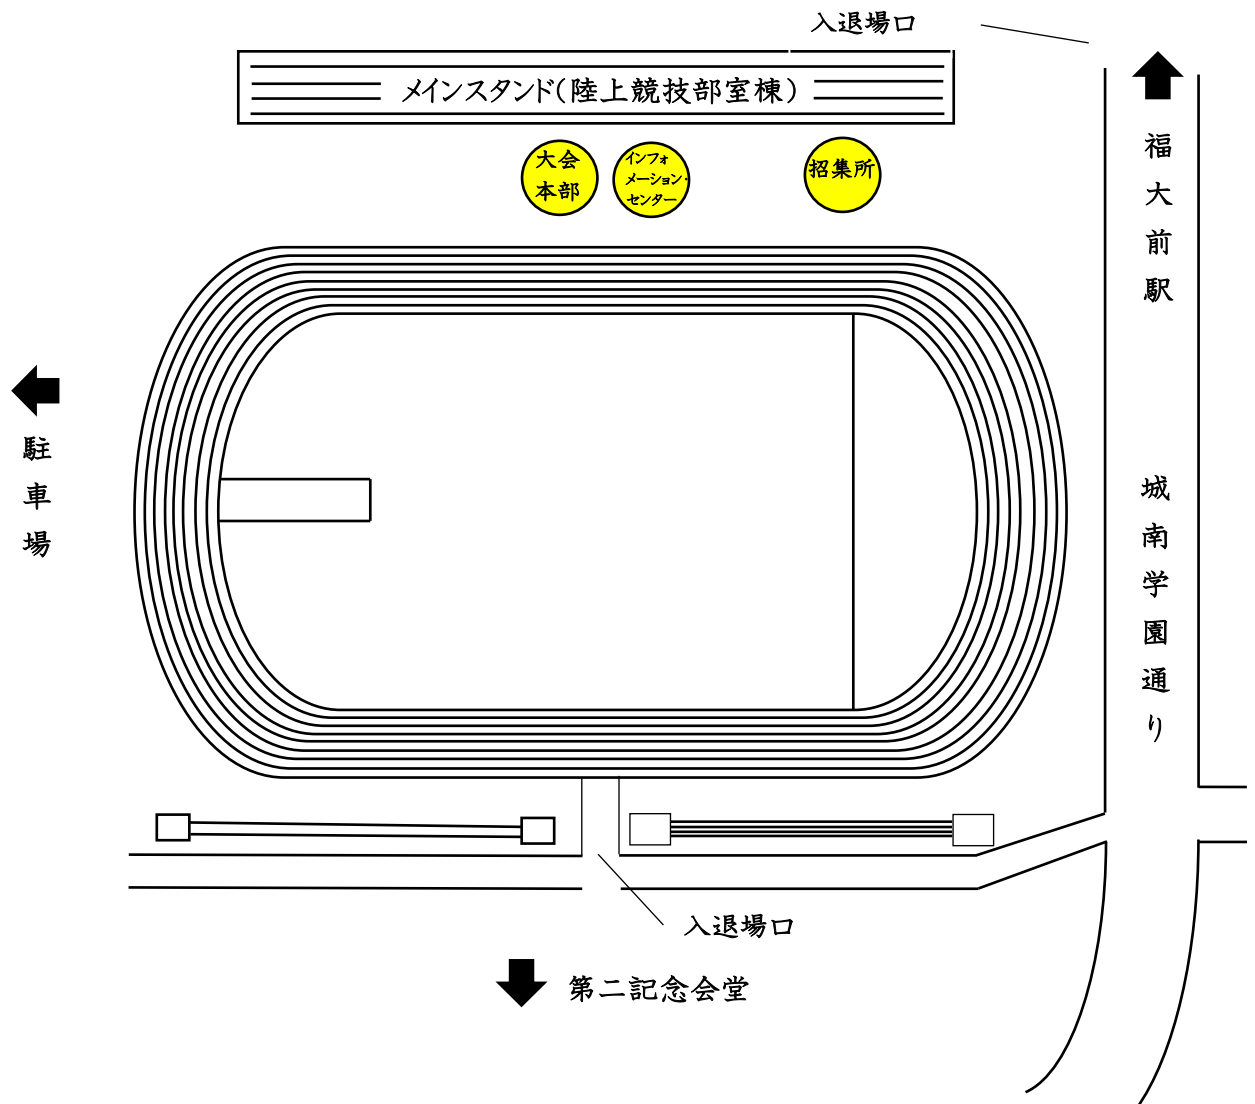 入退場口
メインスタンド(陸上競技部室棟)
大会
本部
インフォ
メーション・
センター
招集所
福大前駅
駐車場
城南学園通り
入退場口
第二記念会堂